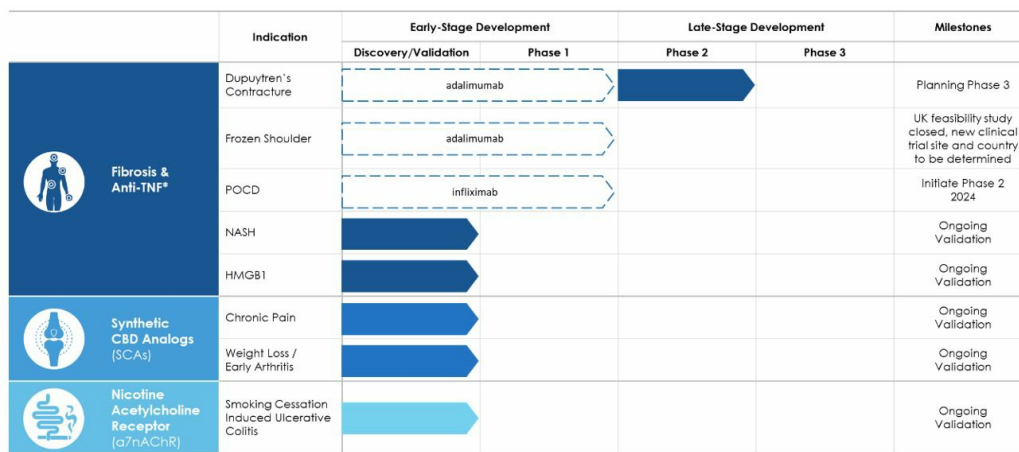 Indication
Early-Stage Development
Late-Stage Development
Milestones
Discovery/Validation
Phase 1
Phase 2
Phase 3
Fibrosis &
Anti-TNF*
Dupuytren's
Contracture
adalimumab
Planning Phase 3
Frozen Shoulder
adalimumab
UK feasibility study
closed, new clinical
trial site and country
to be determined
POCD
infliximab
Initiate Phase 2
2024
NASH
Ongoing
Validation
HMGB1
Ongoing
Validation
Synthetic
CBD Analogs
(SCAs)
Chronic Pain
Ongoing
Validation
Weight Loss /
Early Arthritis
Ongoing
Validation
Nicotine
Acetylcholine
Receptor
(α7nAChR)
Smoking Cessation
Induced Ulcerative
Colitis
Ongoing
Validation